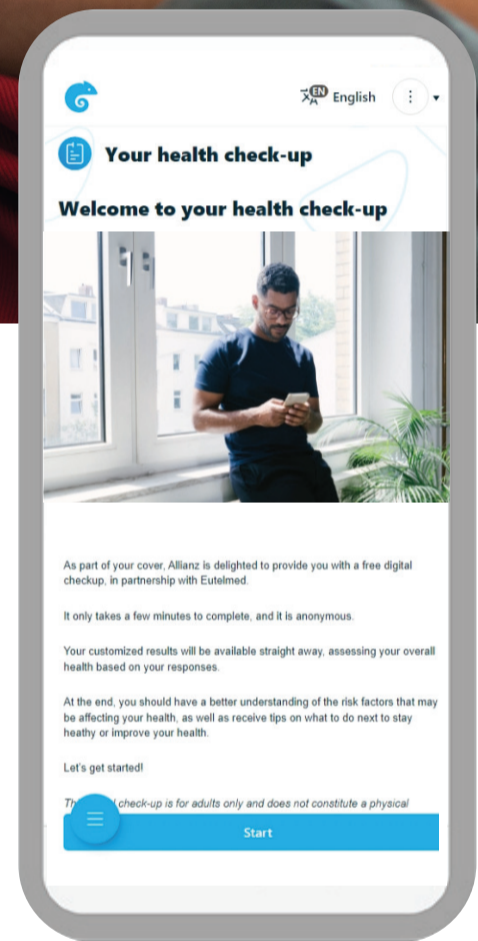 EN
English
Your health check-up
Welcome to your health check-up
As part of your cover, Allianz is delighted to provide you with a free digital
checkup, in partnership with Eutelmed.
It only takes a few minutes to complete, and it is anonymous.
Your customized results will be available straight away, assessing your overall
health based on your responses.
At the end, you should have a better understanding of the risk factors that may
be affecting your health, as well as receive tips on what to do next to stay
heathy or improve your health.
Let's get started!
check-up is for adults only and does not constitute a physical
Start